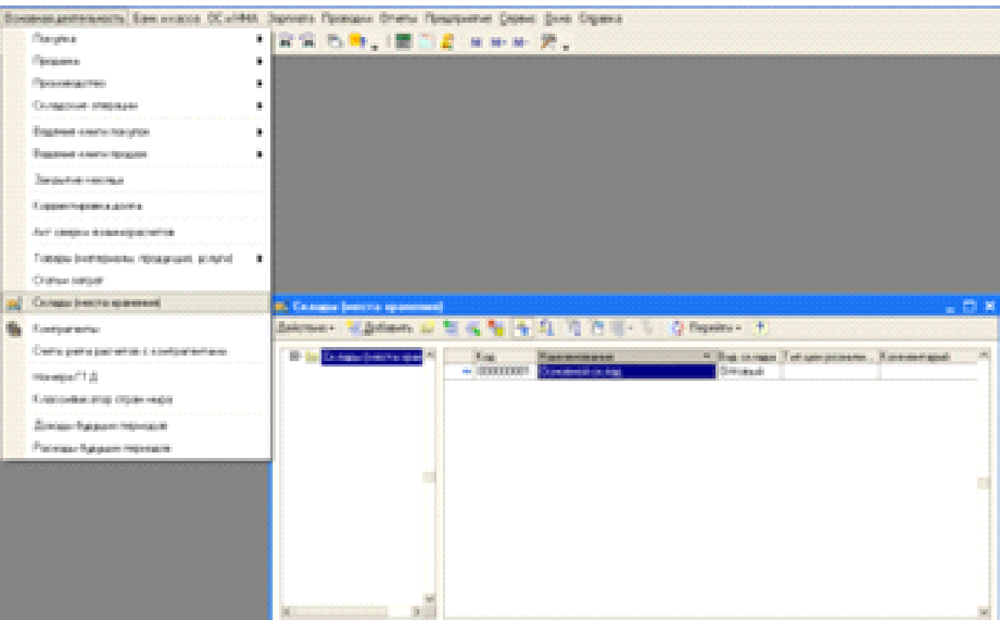 Основная деятельность Банк и касса ОС и НМА Зарплата Проводки Отчеты Предприятие Сервис Окна Справка
Покупка
Продажа
Производство
Складские операции
Ведение книги покупок
Ведение книги продаж
Закрытие месяца
Корректировка долга
Акт сверки взаиморасчетов
Товары (материалы, продукция, услуги)
Статьи затрат
Склады (места хранения)
Контрагенты
Счета учета расчетов с контрагентами
Номера ГТД
Классификатор стран мира
Доходы будущих периодов
Расходы будущих периодов
Склады (места хранения)
Действия Добавить Перейти
Склады (места хран
Код Наименование Вид склада Тип цен рознич... Комментарий
000000001 Основной склад Оптовый